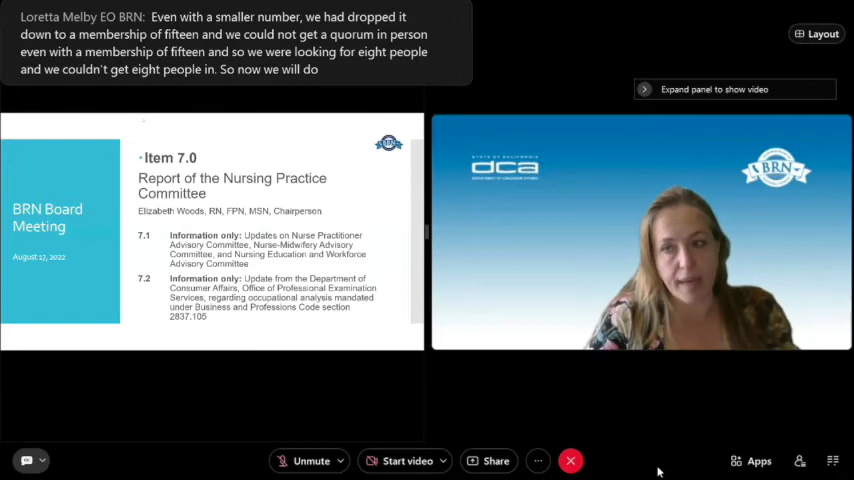 Loretta Melby EO BRN: Even with a smaller number, we had dropped it
down to a membership of fifteen and we could not get a quorum in person
even with a membership of fifteen and so we were looking for eight people
and we couldn't get eight people in. So now we will do
Layout
Expand panel to show video
BRN Board
Meeting
August 17, 2022
BRN
• Item 7.0
Report of the Nursing Practice
Committee
Elizabeth Woods, RN, FPN, MSN, Chairperson
7.1 Information only: Updates on Nurse Practitioner
Advisory Committee, Nurse-Midwifery Advisory
Committee, and Nursing Education and Workforce
Advisory Committee
7.2 Information only: Update from the Department of
Consumer Affairs, Office of Professional Examination
Services, regarding occupational analysis mandated
under Business and Professions Code section
2837.105
STATE OF CALIFORNIA
dca
DEPARTMENT OF CONSUMER AFFAIRS
BRN
Unmute
Start video
Share
Apps